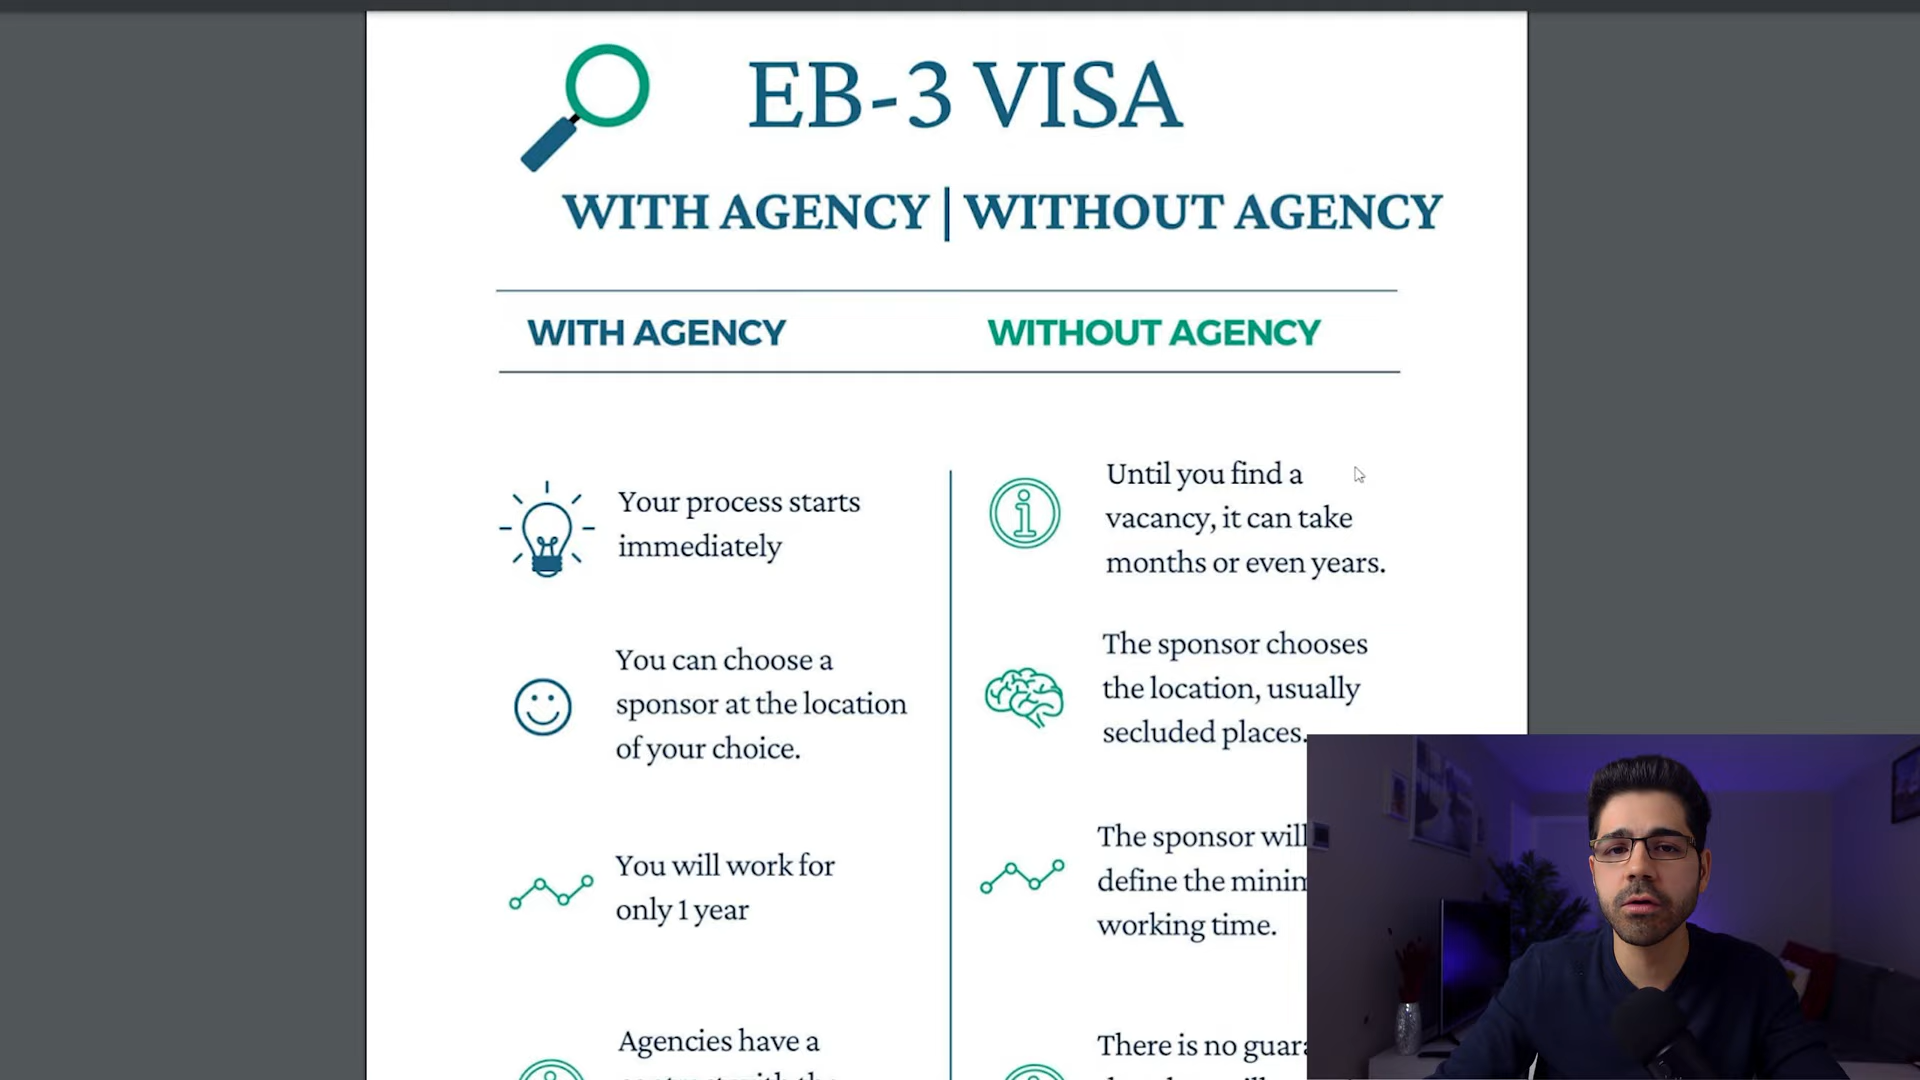 EB-3 VISA
WITH AGENCY | WITHOUT AGENCY
WITH AGENCY
WITHOUT AGENCY
Your process starts
immediately
Until you find a
vacancy, it can take
months or even years.
You can choose a
sponsor at the location
of your choice.
The sponsor chooses
the location, usually
secluded places.
You will work for
only 1 year
The sponsor will
define the
working time.
Agencies have a
There is no